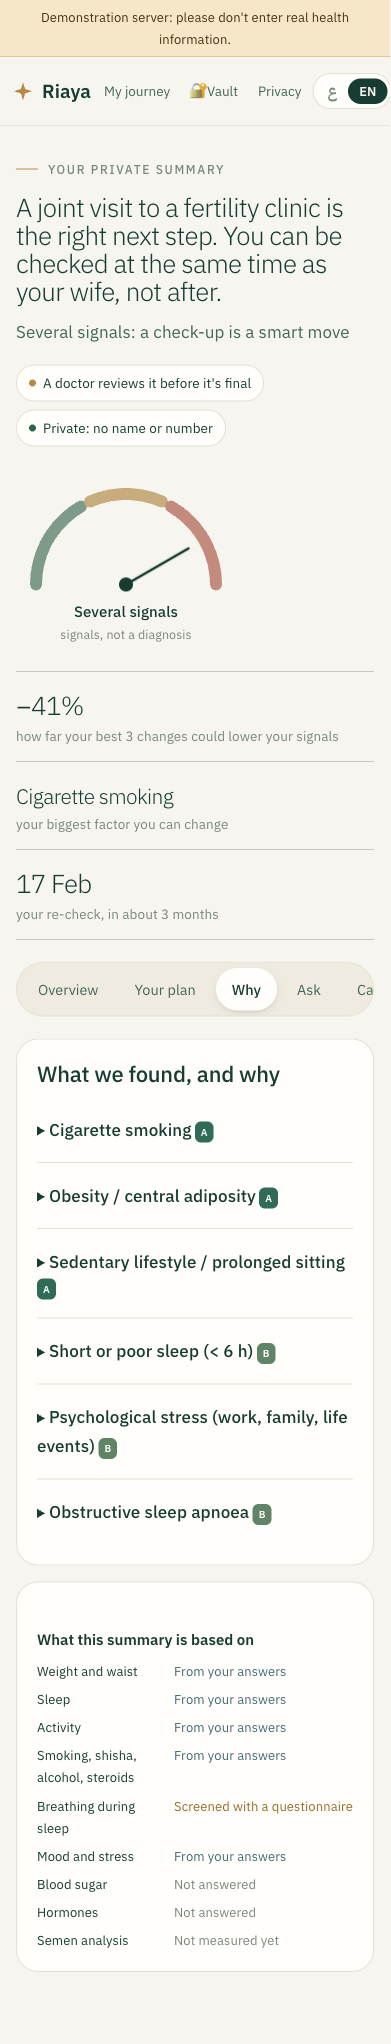 Demonstration server: please don't enter real health
information.
Riaya My journey 🔐Vault Privacy ع EN
YOUR PRIVATE SUMMARY
A joint visit to a fertility clinic is
the right next step. You can be
checked at the same time as
your wife, not after.
Several signals: a check-up is a smart move
A doctor reviews it before it's final
Private: no name or number
Several signals
signals, not a diagnosis
−41%
how far your best 3 changes could lower your signals
Cigarette smoking
your biggest factor you can change
17 Feb
your re-check, in about 3 months
Overview Your plan Why Ask Ca
What we found, and why
Cigarette smoking A
Obesity / central adiposity A
Sedentary lifestyle / prolonged sitting
A
Short or poor sleep (< 6 h) B
Psychological stress (work, family, life
events) B
Obstructive sleep apnoea B
What this summary is based on
Weight and waist From your answers
Sleep From your answers
Activity From your answers
Smoking, shisha, From your answers
alcohol, steroids
Breathing during Screened with a questionnaire
sleep
Mood and stress From your answers
Blood sugar Not answered
Hormones Not answered
Semen analysis Not measured yet